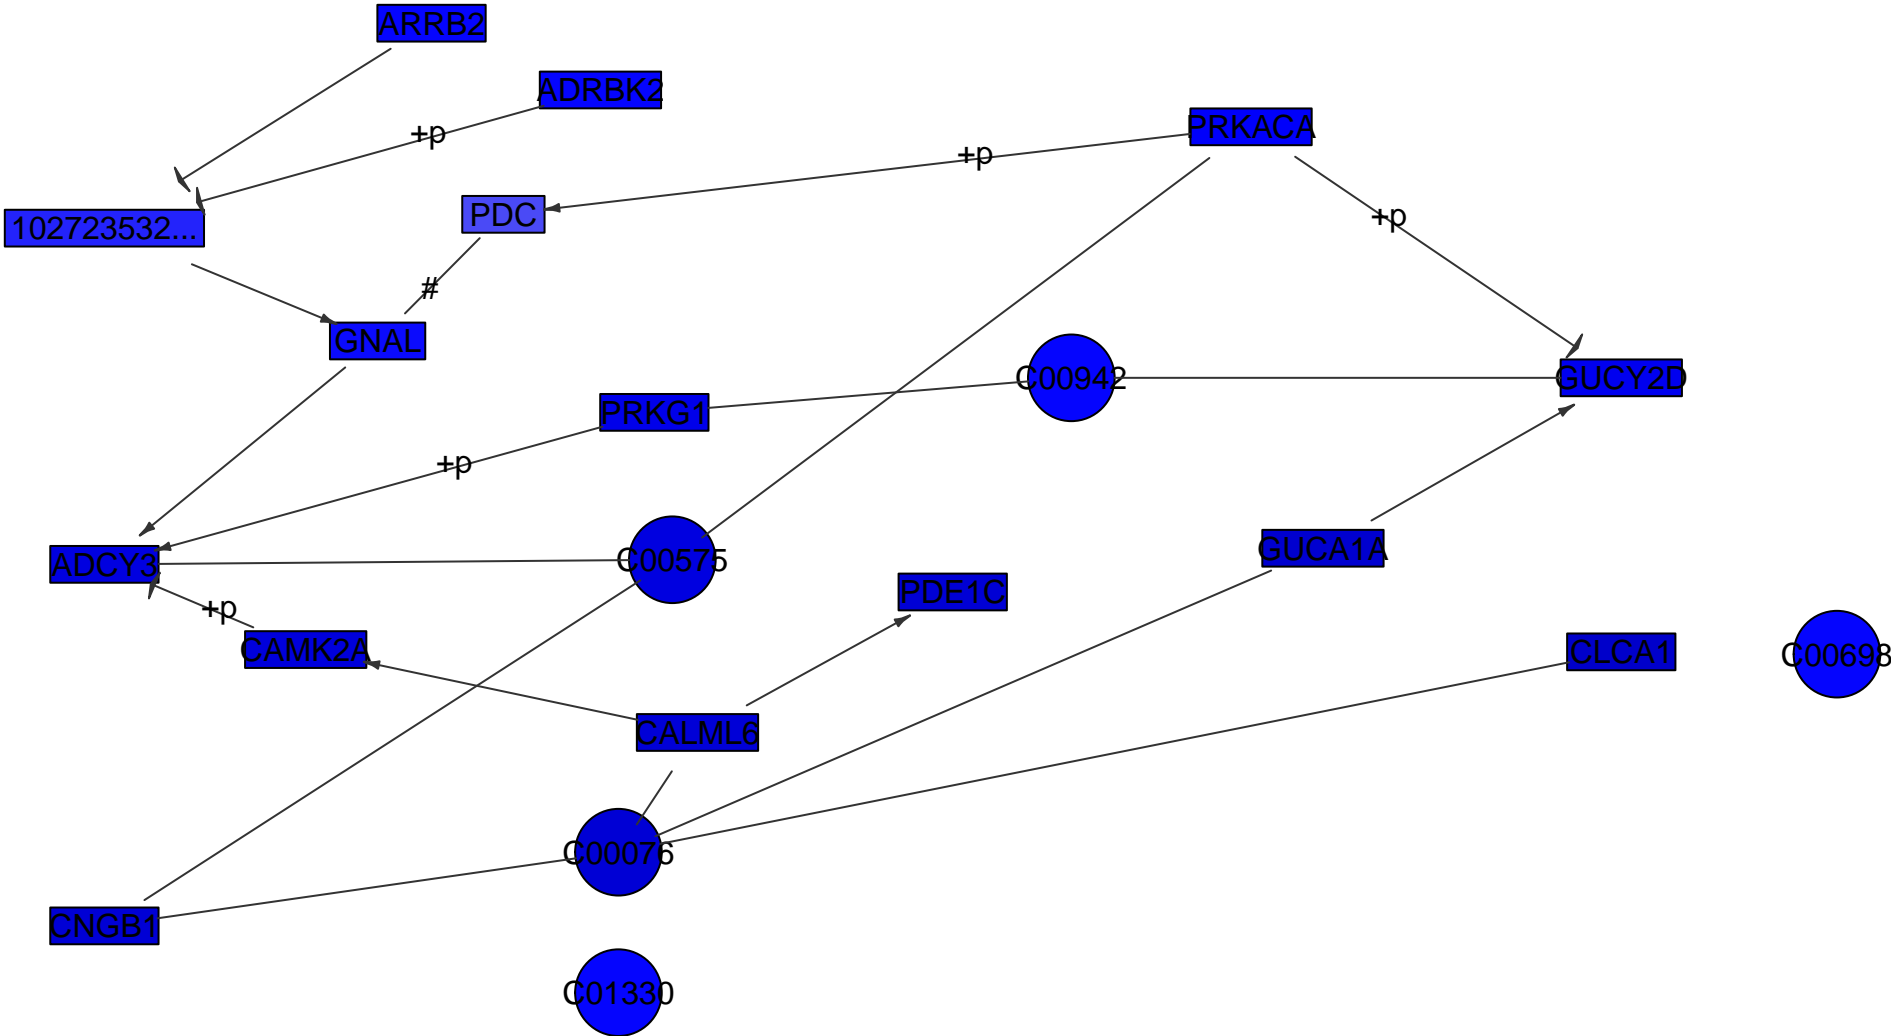 ARRB2
ADRBK2
PRKACA
+p
+p
102723532...
PDC
+p
#
GNAL
C00942
GUCY2D
PRKG1
+p
ADCY3
C00575
GUCA1A
PDE1C
+p
CAMK2A
CLCA1
C00698
CALML6
C00076
CNGB1
C01330